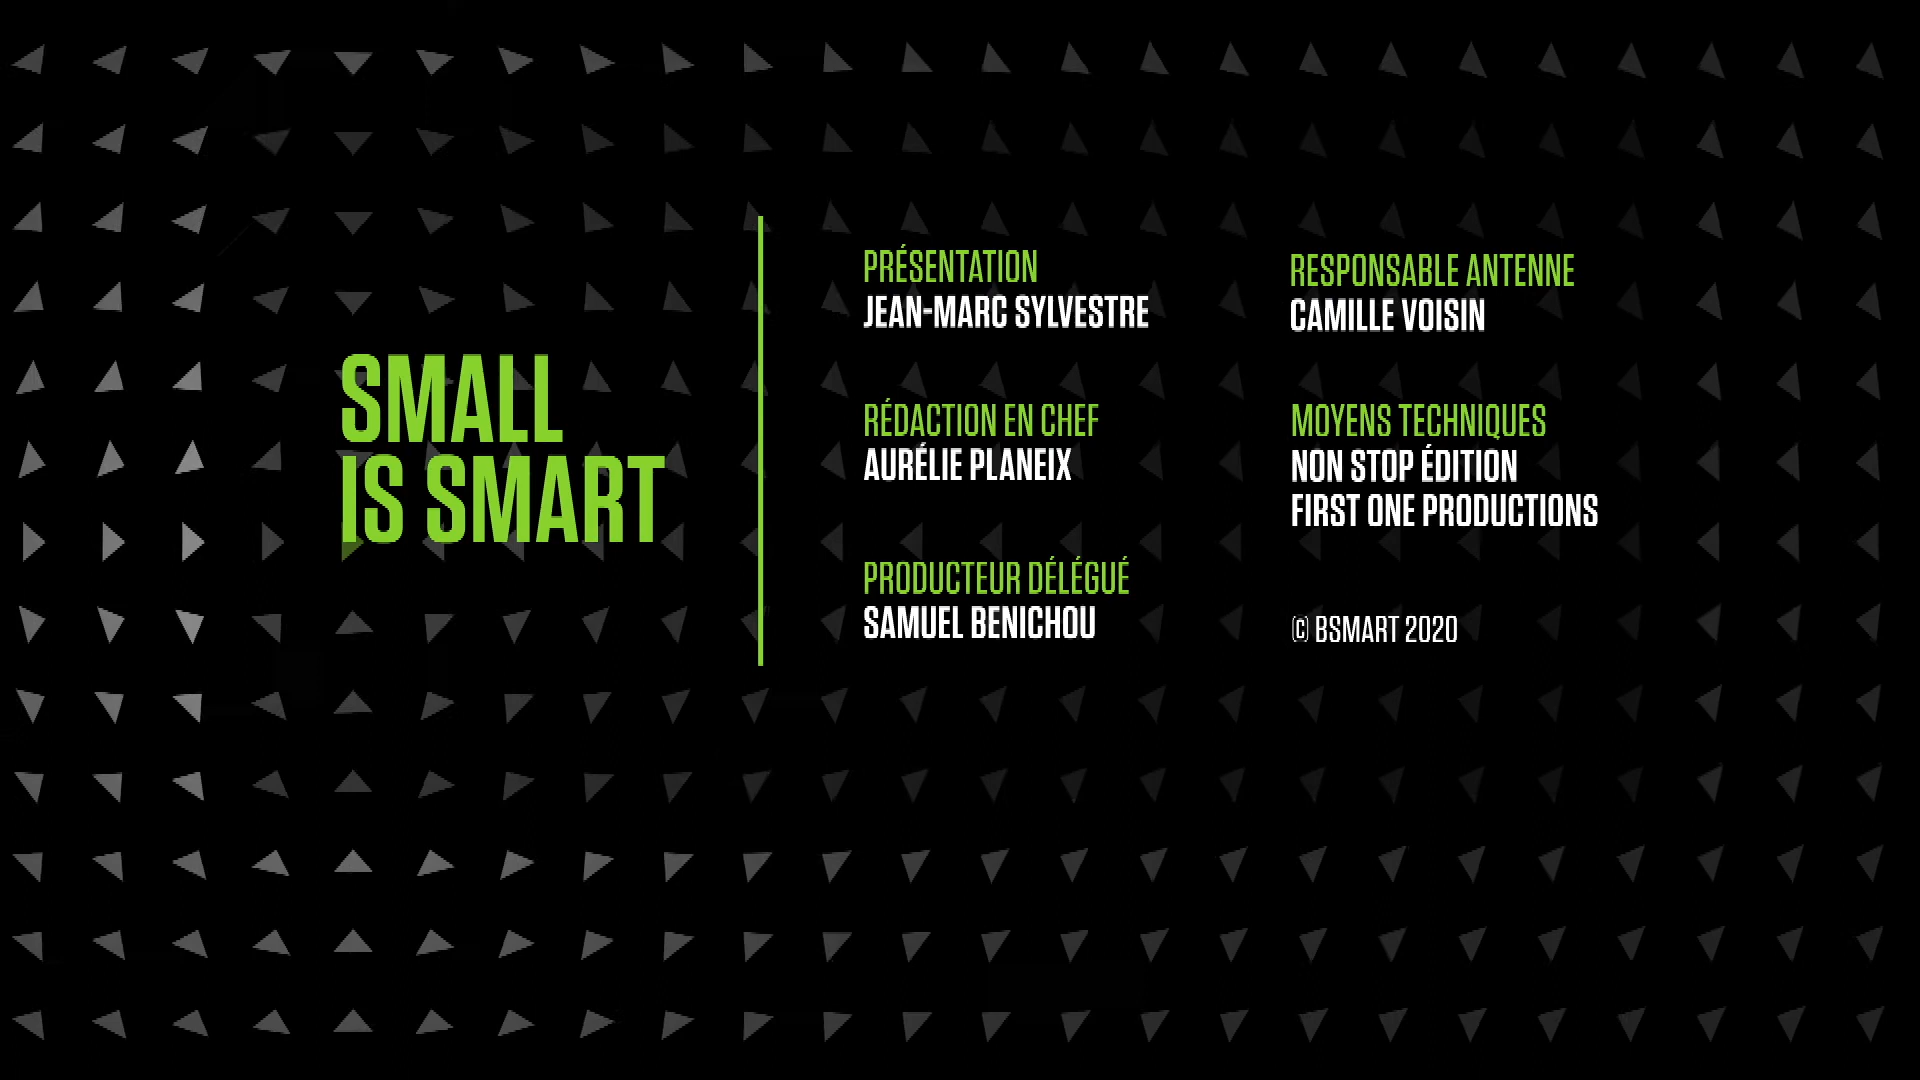 SMALL
IS SMART
PRÉSENTATION
JEAN-MARC SYLVESTRE
RÉDACTION EN CHEF
AURÉLIE PLANEIX
PRODUCTEUR DÉLÉGUÉ
SAMUEL BENICHOU
RESPONSABLE ANTENNE
CAMILLE VOISIN
MOYENS TECHNIQUES
NON STOP ÉDITION
FIRST ONE PRODUCTIONS
© BSMART 2020